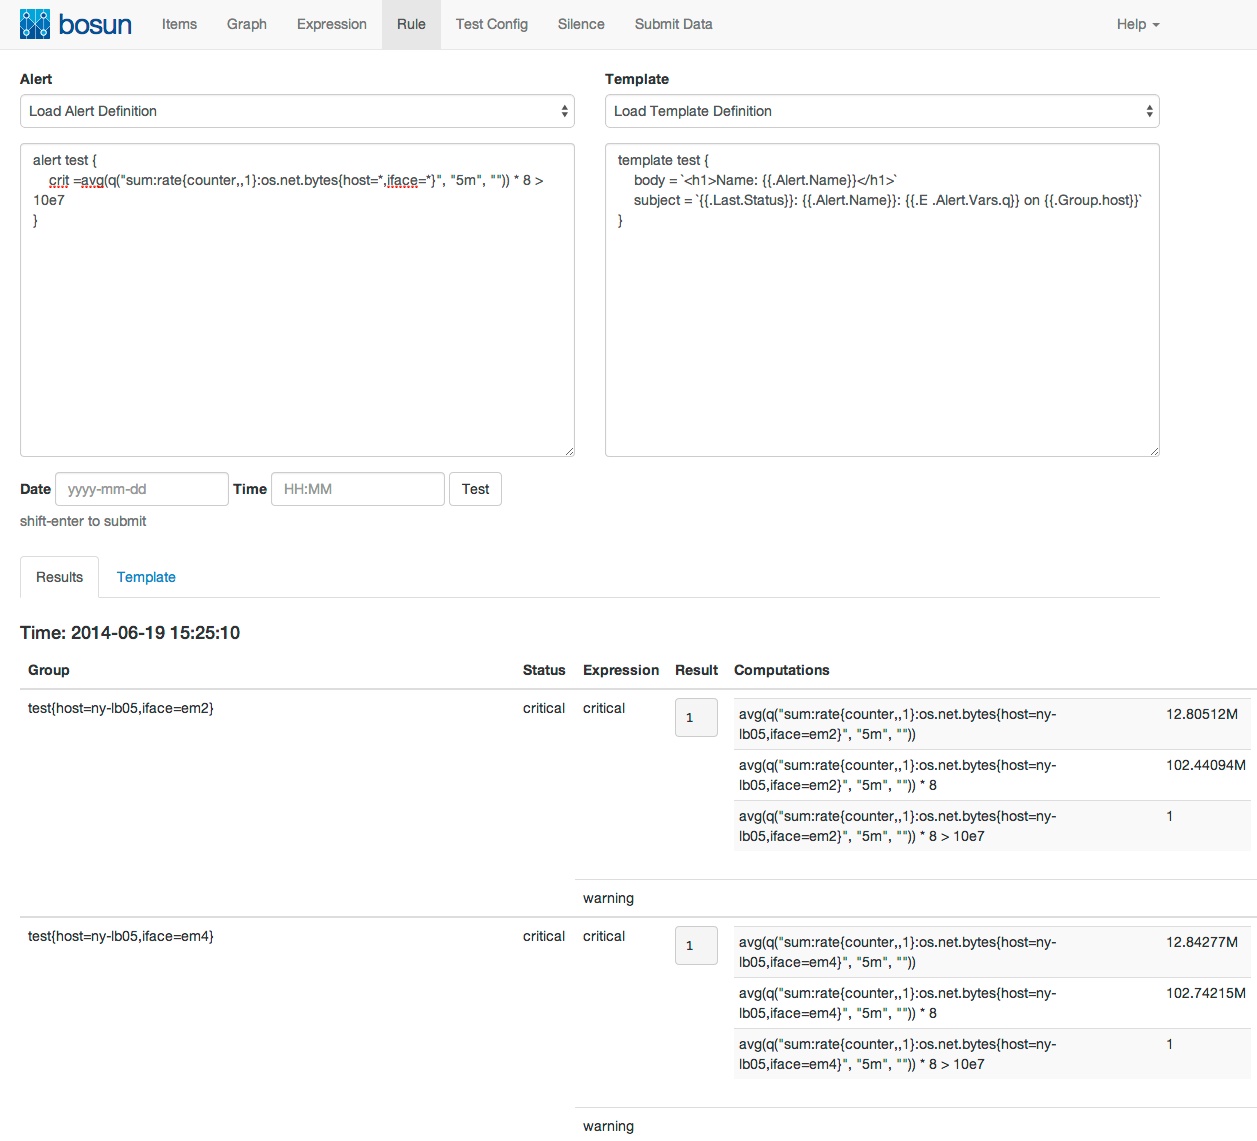 bosun Items Graph Expression Rule Test Config Silence Submit Data Help
Alert
Load Alert Definition
alert test {
crit =avg(q("sum:rate{counter,,1}:os.net.bytes{host=*,iface=*}", "5m", "")) * 8 >
10e7
}
Template
Load Template Definition
template test {
body = `<h1>Name: {{.Alert.Name}}</h1>`
subject = `{{.Last.Status}}: {{.Alert.Name}}: {{.E .Alert.Vars.q}} on {{.Group.host}}`
}
Date yyyy-mm-dd Time HH:MM Test
shift-enter to submit
Results Template
Time: 2014-06-19 15:25:10
Group Status Expression Result Computations
test{host=ny-lb05,iface=em2} critical critical 1
avg(q("sum:rate{counter,,1}:os.net.bytes{host=ny- 12.80512M
lb05,iface=em2}", "5m", ""))
avg(q("sum:rate{counter,,1}:os.net.bytes{host=ny- 102.44094M
lb05,iface=em2}", "5m", "")) * 8
avg(q("sum:rate{counter,,1}:os.net.bytes{host=ny- 1
lb05,iface=em2}", "5m", "")) * 8 > 10e7
warning
test{host=ny-lb05,iface=em4} critical critical 1
avg(q("sum:rate{counter,,1}:os.net.bytes{host=ny- 12.84277M
lb05,iface=em4}", "5m", ""))
avg(q("sum:rate{counter,,1}:os.net.bytes{host=ny- 102.74215M
lb05,iface=em4}", "5m", "")) * 8
avg(q("sum:rate{counter,,1}:os.net.bytes{host=ny- 1
lb05,iface=em4}", "5m", "")) * 8 > 10e7
warning